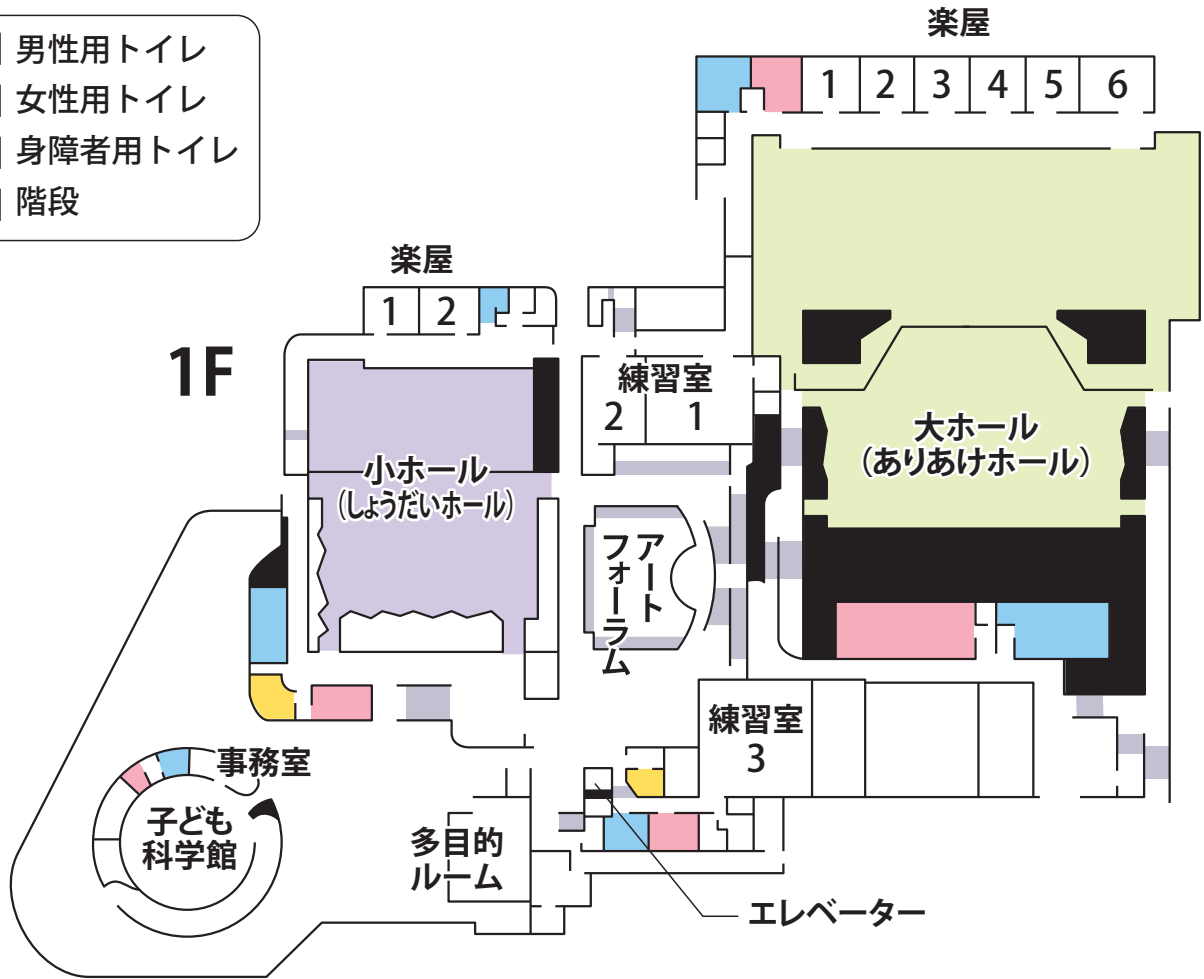 男性用トイレ
女性用トイレ
身障者用トイレ
階段
楽屋
1 2 3 4 5 6
楽屋
1 2
1F
練習室
2 1
小ホール
（しょうだいホール）
大ホール
（ありあけホール）
アート
フォーラム
練習室
3
事務室
子ども
科学館
多目的
ルーム
エレベーター